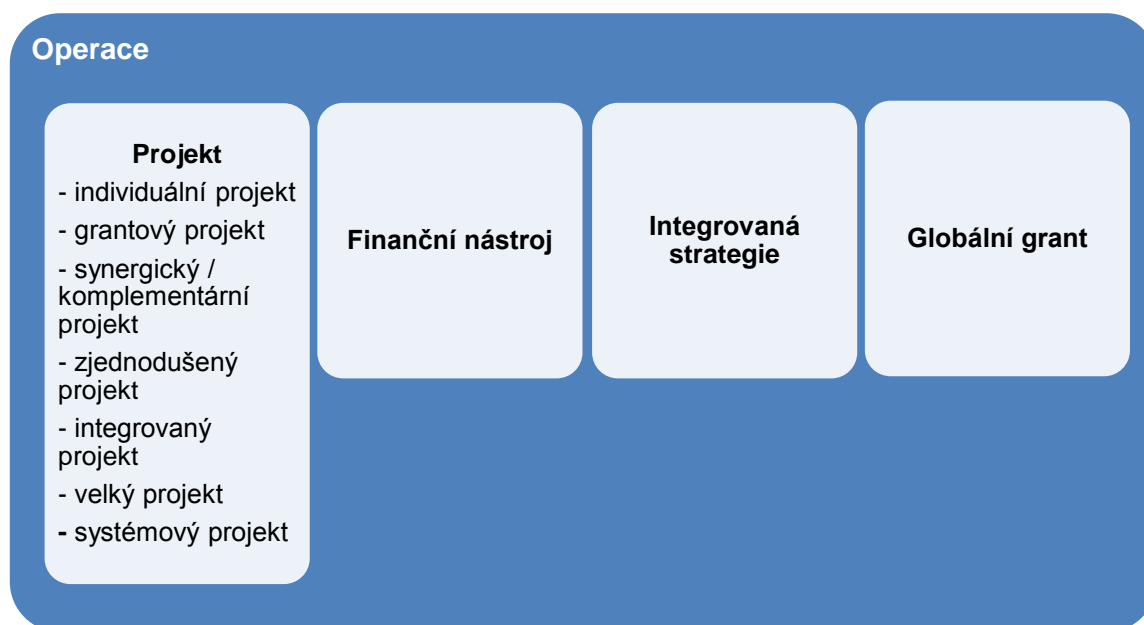 Operace
Projekt
- individuální projekt
- grantový projekt
- synergický /
komplementární
projekt
- zjednodušený
projekt
- integrovaný
projekt
- velký projekt
- systémový projekt
Finanční nástroj
Integrovaná
strategie
Globální grant